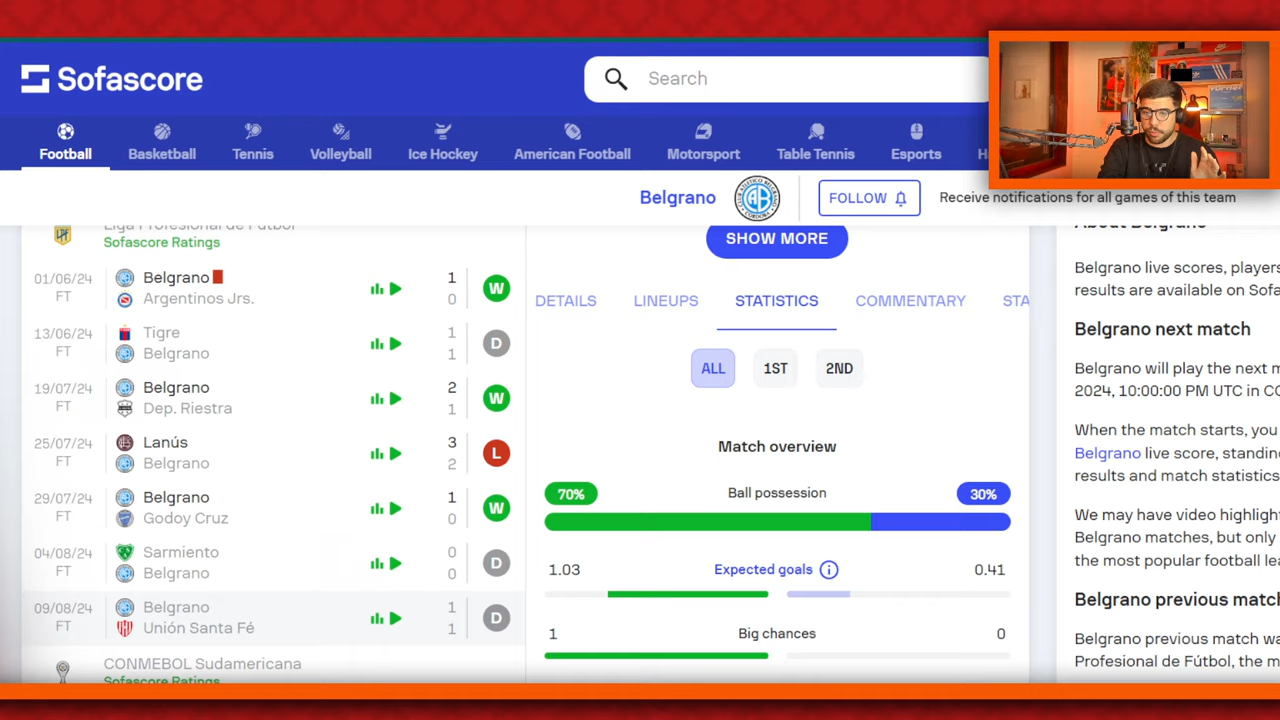 Sofascore
Search
Football
Basketball
Tennis
Volleyball
Ice Hockey
American Football
Motorsport
Table Tennis
Esports
Belgrano
FOLLOW
Receive notifications for all games of this team
Liga Profesional de Fútbol
Sofascore Ratings
01/06/24 FT Belgrano 1
Argentinos Jrs. 0 W
13/06/24 FT Tigre 1
Belgrano 1 D
19/07/24 FT Belgrano 2
Dep. Riestra 1 W
25/07/24 FT Lanús 3
Belgrano 2 L
29/07/24 FT Belgrano 1
Godoy Cruz 0 W
04/08/24 FT Sarmiento 0
Belgrano 0 D
09/08/24 FT Belgrano 1
Unión Santa Fé 1 D
CONMEBOL Sudamericana
Sofascore Ratings
SHOW MORE
DETAILS LINEUPS STATISTICS COMMENTARY STA
ALL 1ST 2ND
Match overview
70% Ball possession 30%
1.03 Expected goals 0.41
1 Big chances 0
About Belgrano
Belgrano live scores, players
results are available on Sofa
Belgrano next match
Belgrano will play the next m
2024, 10:00:00 PM UTC in CO
When the match starts, you
Belgrano live score, standing
results and match statistics
We may have video highlight
Belgrano matches, but only
the most popular football lea
Belgrano previous match
Belgrano previous match wa
Profesional de Fútbol, the m